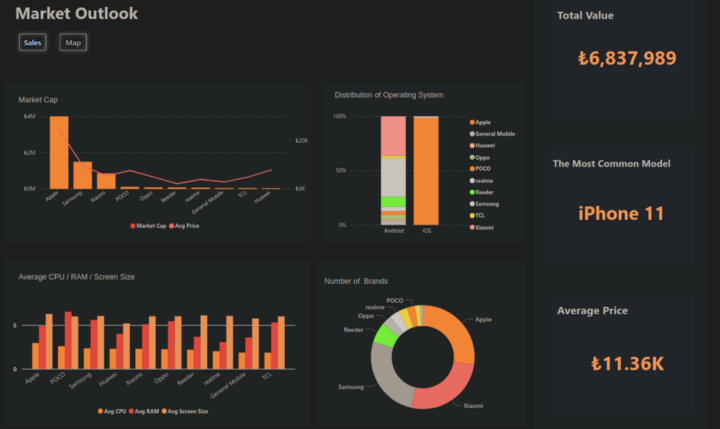 Market Outlook
Sales
Map
Total Value
₺6,837,989
Market Cap
₺4M
₺2M
₺0M
₺20K
₺0K
Apple
Samsung
Xiaomi
POCO
Oppo
Reeder
realme
General Mobile
TCL
Huawei
Market Cap
Avg Price
Distribution of Operating System
100%
50%
0%
Android
iOS
Apple
General Mobile
Huawei
Oppo
POCO
realme
Reeder
Samsung
TCL
Xiaomi
The Most Common Model
iPhone 11
Average CPU / RAM / Screen Size
5
0
Apple
POCO
Samsung
Huawei
Xiaomi
Oppo
Reeder
realme
General Mobile
TCL
Avg CPU
Avg RAM
Avg Screen Size
Number of Brands
POCO
realme
Oppo
Reeder
Samsung
Apple
Xiaomi
Average Price
₺11.36K